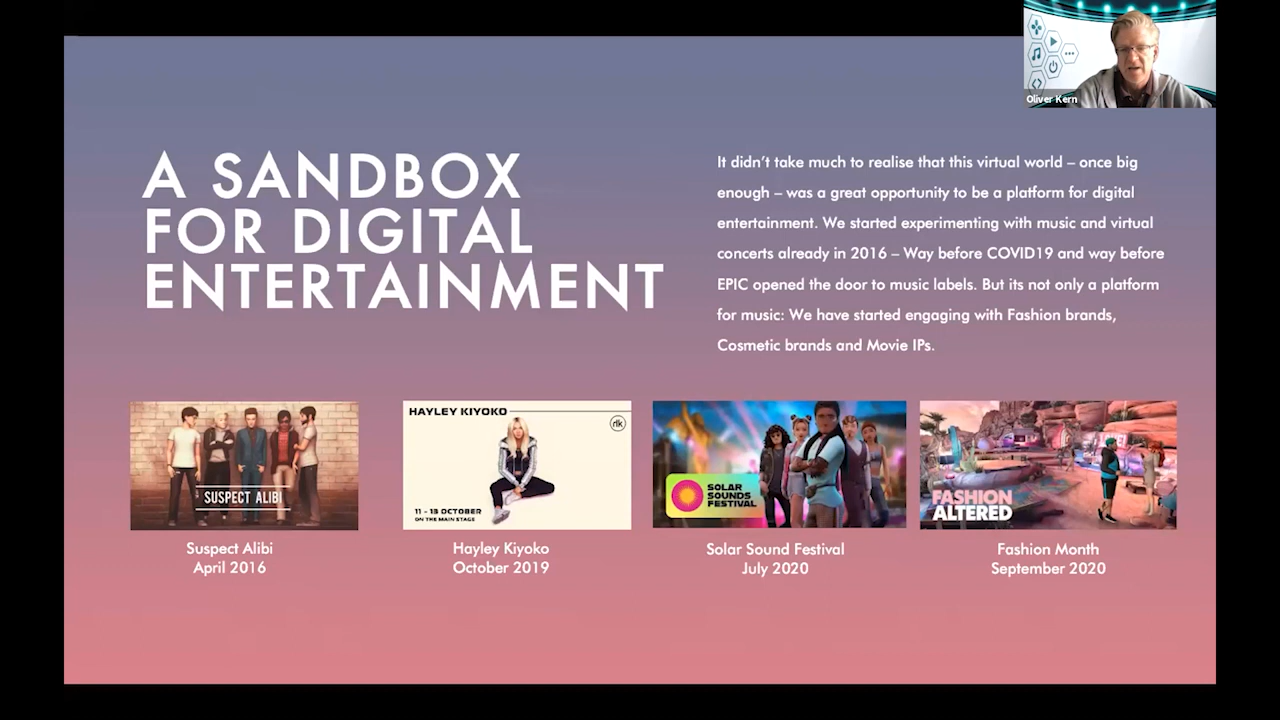 Oliver Kern
A SANDBOX
FOR DIGITAL
ENTERTAINMENT
It didn't take much to realise that this virtual world – once big
enough – was a great opportunity to be a platform for digital
entertainment. We started experimenting with music and virtual
concerts already in 2016 – Way before COVID19 and way before
EPIC opened the door to music labels. But its not only a platform
for music: We have started engaging with Fashion brands,
Cosmetic brands and Movie IPs.
SUSPECT ALIBI
Suspect Alibi
April 2016
HAYLEY KIYOKO
rlk
11 - 13 OCTOBER
ON THE MAIN STAGE
Hayley Kiyoko
October 2019
SOLAR
SOUNDS
FESTIVAL
Solar Sound Festival
July 2020
FASHION
ALTERED
Fashion Month
September 2020